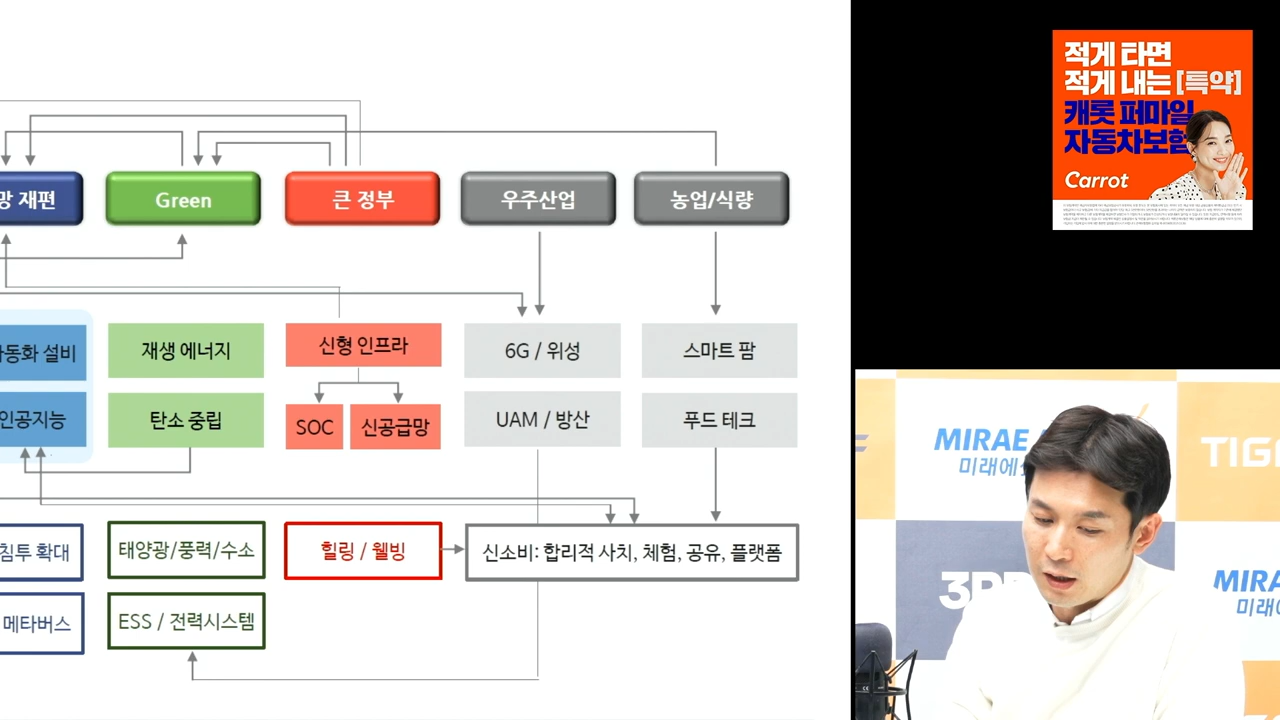 망 재편
Green
큰 정부
우주산업
농업/식량
자동화 설비
재생 에너지
신형 인프라
6G / 위성
스마트 팜
인공지능
탄소 중립
SOC
신공급망
UAM / 방산
푸드 테크
침투 확대
태양광/풍력/수소
힐링 / 웰빙
신소비: 합리적 사치, 체험, 공유, 플랫폼
메타버스
ESS / 전력시스템
적게 타면
적게 내는 [특약]
캐롯 퍼마일
자동차보험
Carrot
MIRAE
미래에셋
TIG
3PR
MIRA
미래에